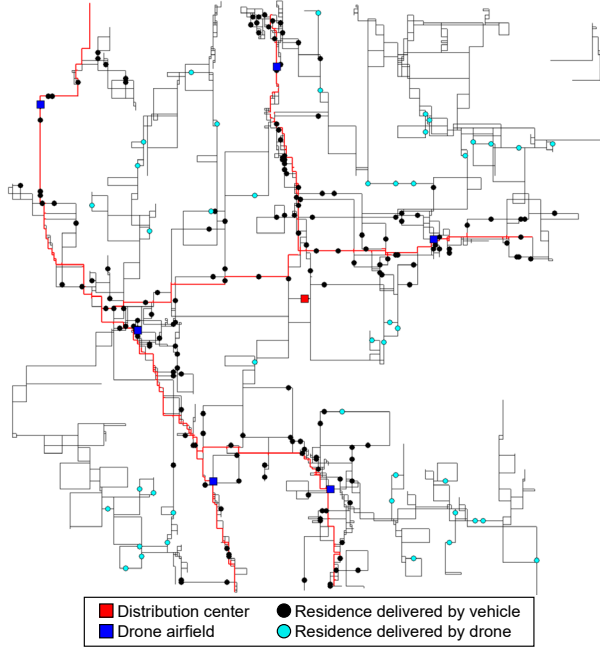 Distribution center
Residence delivered by vehicle
Drone airfield
Residence delivered by drone